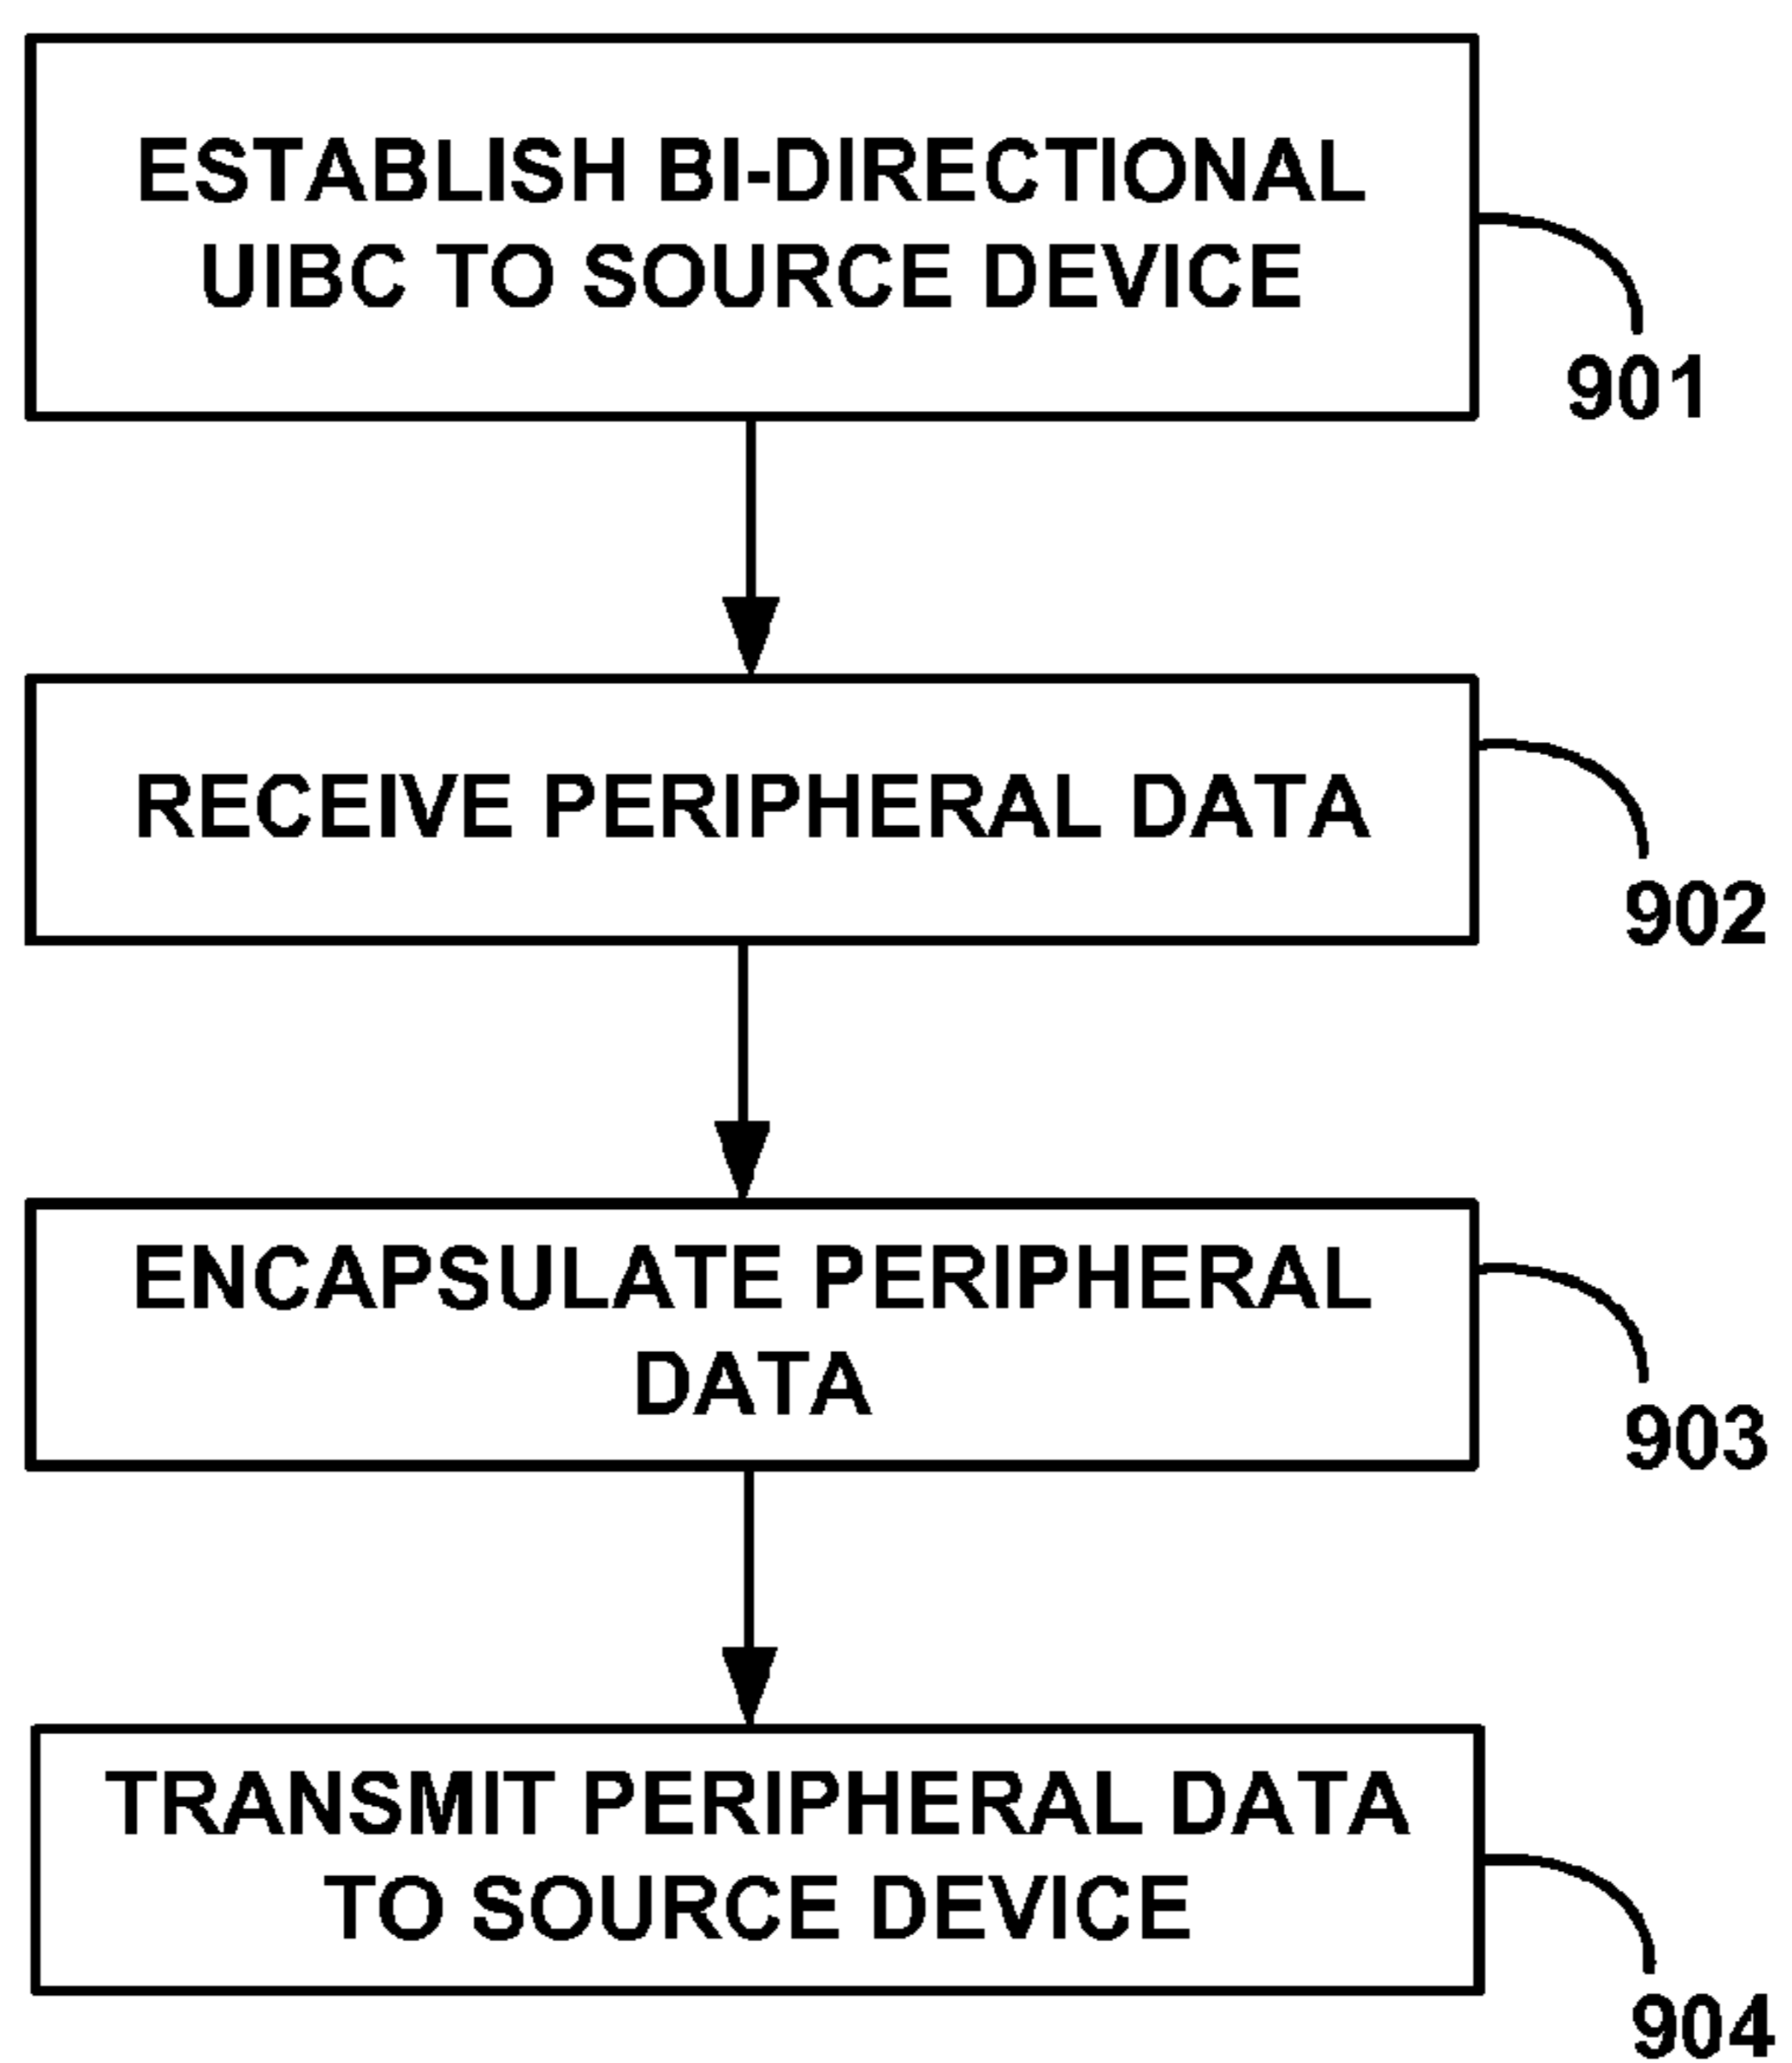 ESTABLISH BI-DIRECTIONAL
UIBC TO SOURCE DEVICE
901
RECEIVE PERIPHERAL DATA
902
ENCAPSULATE PERIPHERAL
DATA
903
TRANSMIT PERIPHERAL DATA
TO SOURCE DEVICE
904